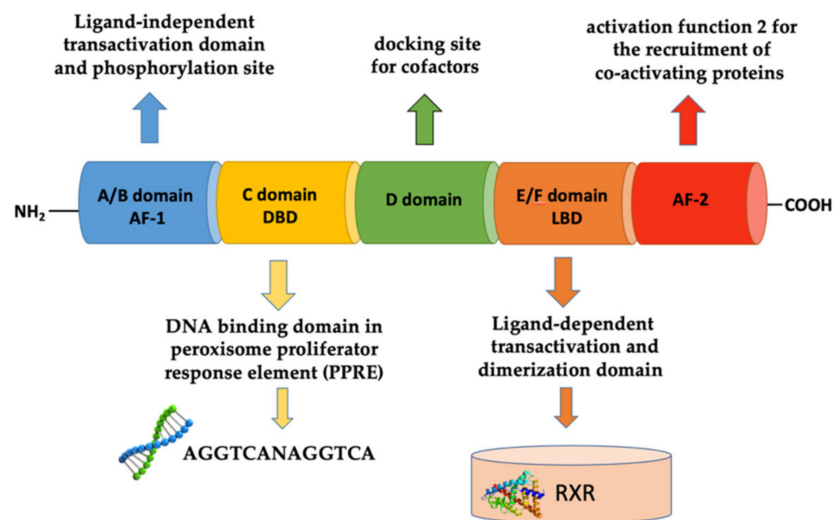 Ligand-independent
transactivation domain
and phosphorylation site
docking site
for cofactors
activation function 2 for
the recruitment of
co-activating proteins
NH₂
A/B domain
AF-1
C domain
DBD
D domain
E/F domain
LBD
AF-2
COOH
DNA binding domain in
peroxisome proliferator
response element (PPRE)
Ligand-dependent
transactivation and
dimerization domain
AGGTCANAGGTCA
RXR